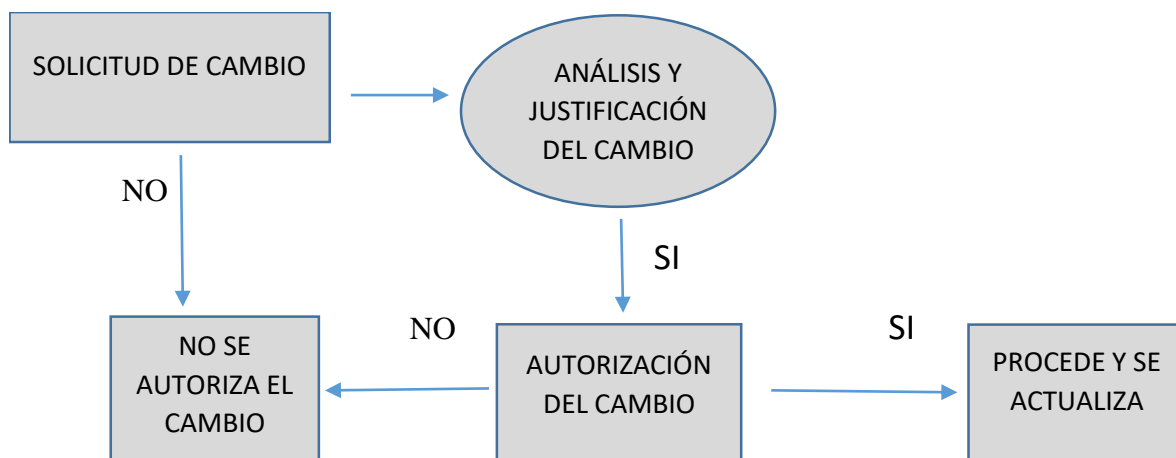 SOLICITUD DE CAMBIO
ANÁLISIS Y
JUSTIFICACIÓN
DEL CAMBIO
NO
SI
NO SE
AUTORIZA EL
CAMBIO
NO
AUTORIZACIÓN
DEL CAMBIO
SI
PROCEDE Y SE
ACTUALIZA